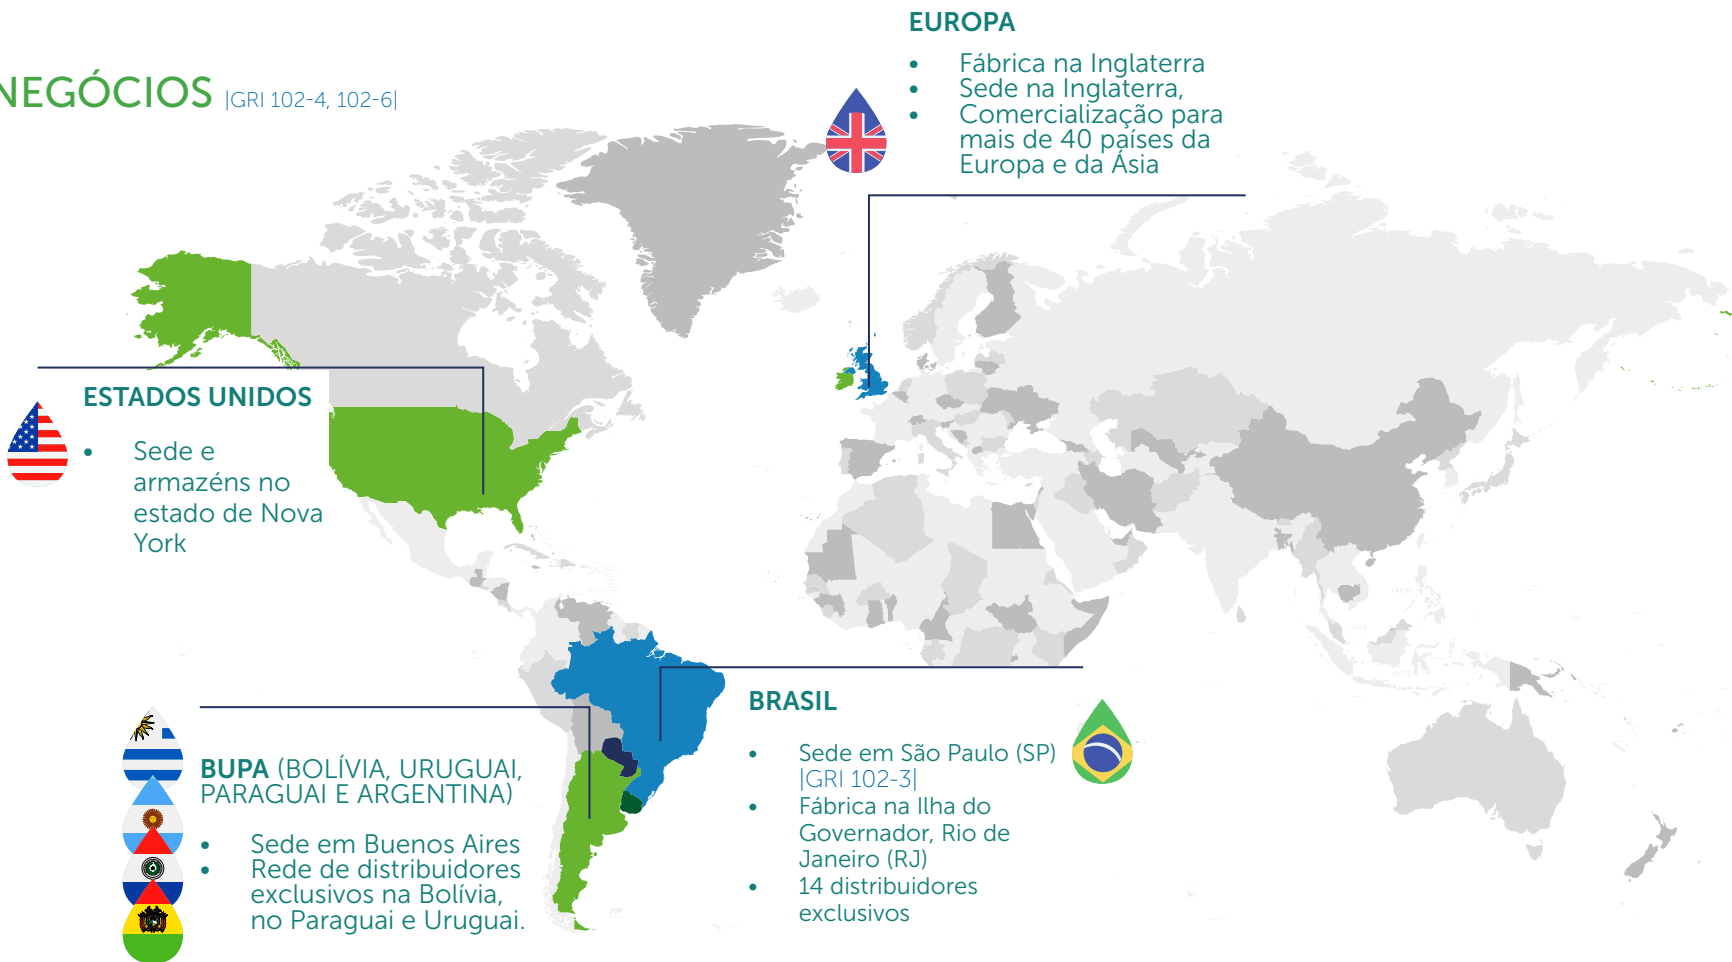 NEGÓCIOS |GRI 102-4, 102-6|
EUROPA
• Fábrica na Inglaterra
• Sede na Inglaterra,
• Comercialização para
mais de 40 países da
Europa e da Ásia
ESTADOS UNIDOS
• Sede e
armazéns no
estado de Nova
York
BUPA (BOLÍVIA, URUGUAI,
PARAGUAI E ARGENTINA)
• Sede em Buenos Aires
• Rede de distribuidores
exclusivos na Bolívia,
no Paraguai e Uruguai.
BRASIL
• Sede em São Paulo (SP)
|GRI 102-3|
• Fábrica na Ilha do
Governador, Rio de
Janeiro (RJ)
• 14 distribuidores
exclusivos